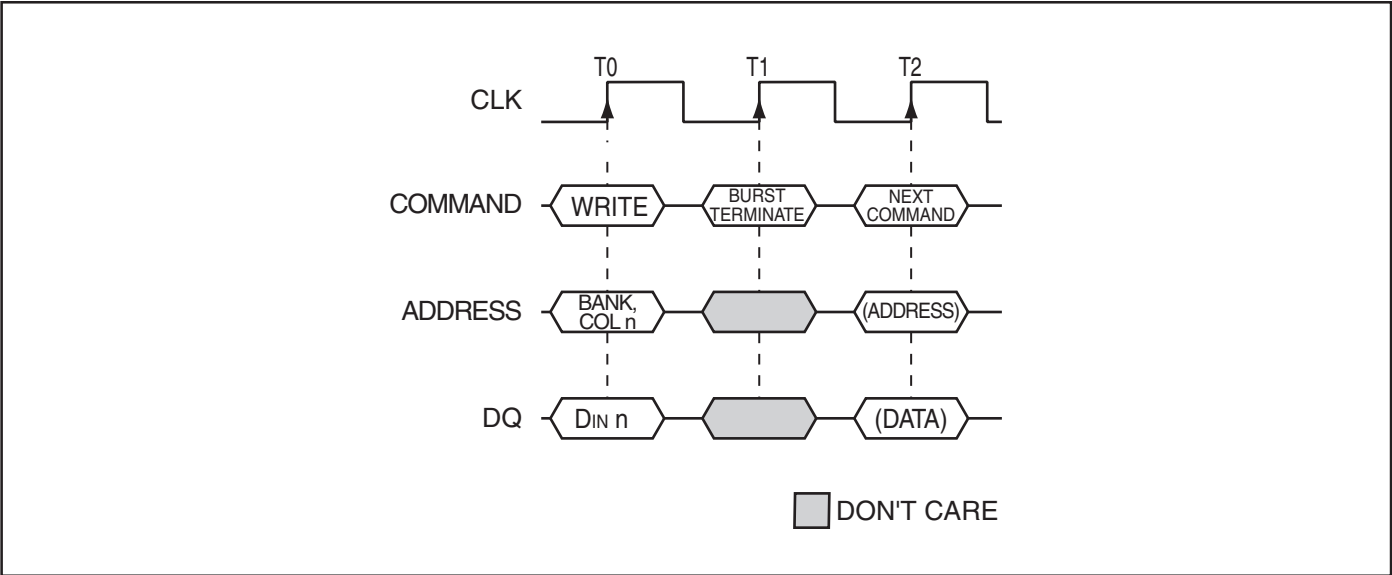 T0 T1 T2
CLK
COMMAND WRITE BURST TERMINATE NEXT COMMAND
ADDRESS BANK, COL n (ADDRESS)
DQ DIN n (DATA)
DON'T CARE